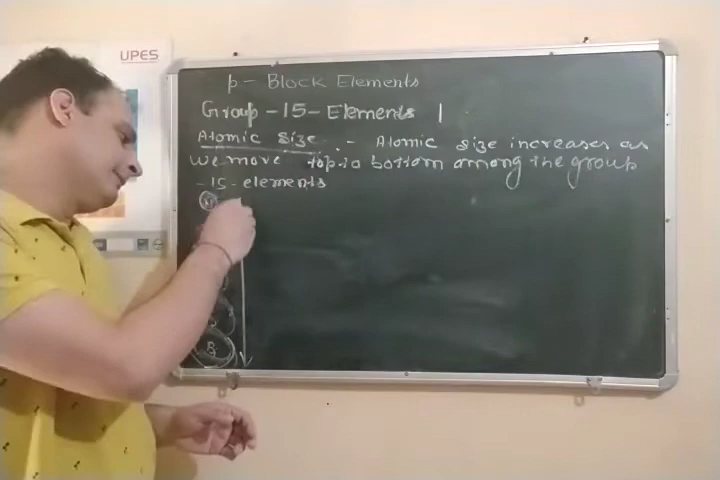 UPES
p - Block Elements
Group - 15 - Elements
Atomic Size :- Atomic size increases as
we move top to bottom among the group
- 15 - elements
N
Bi